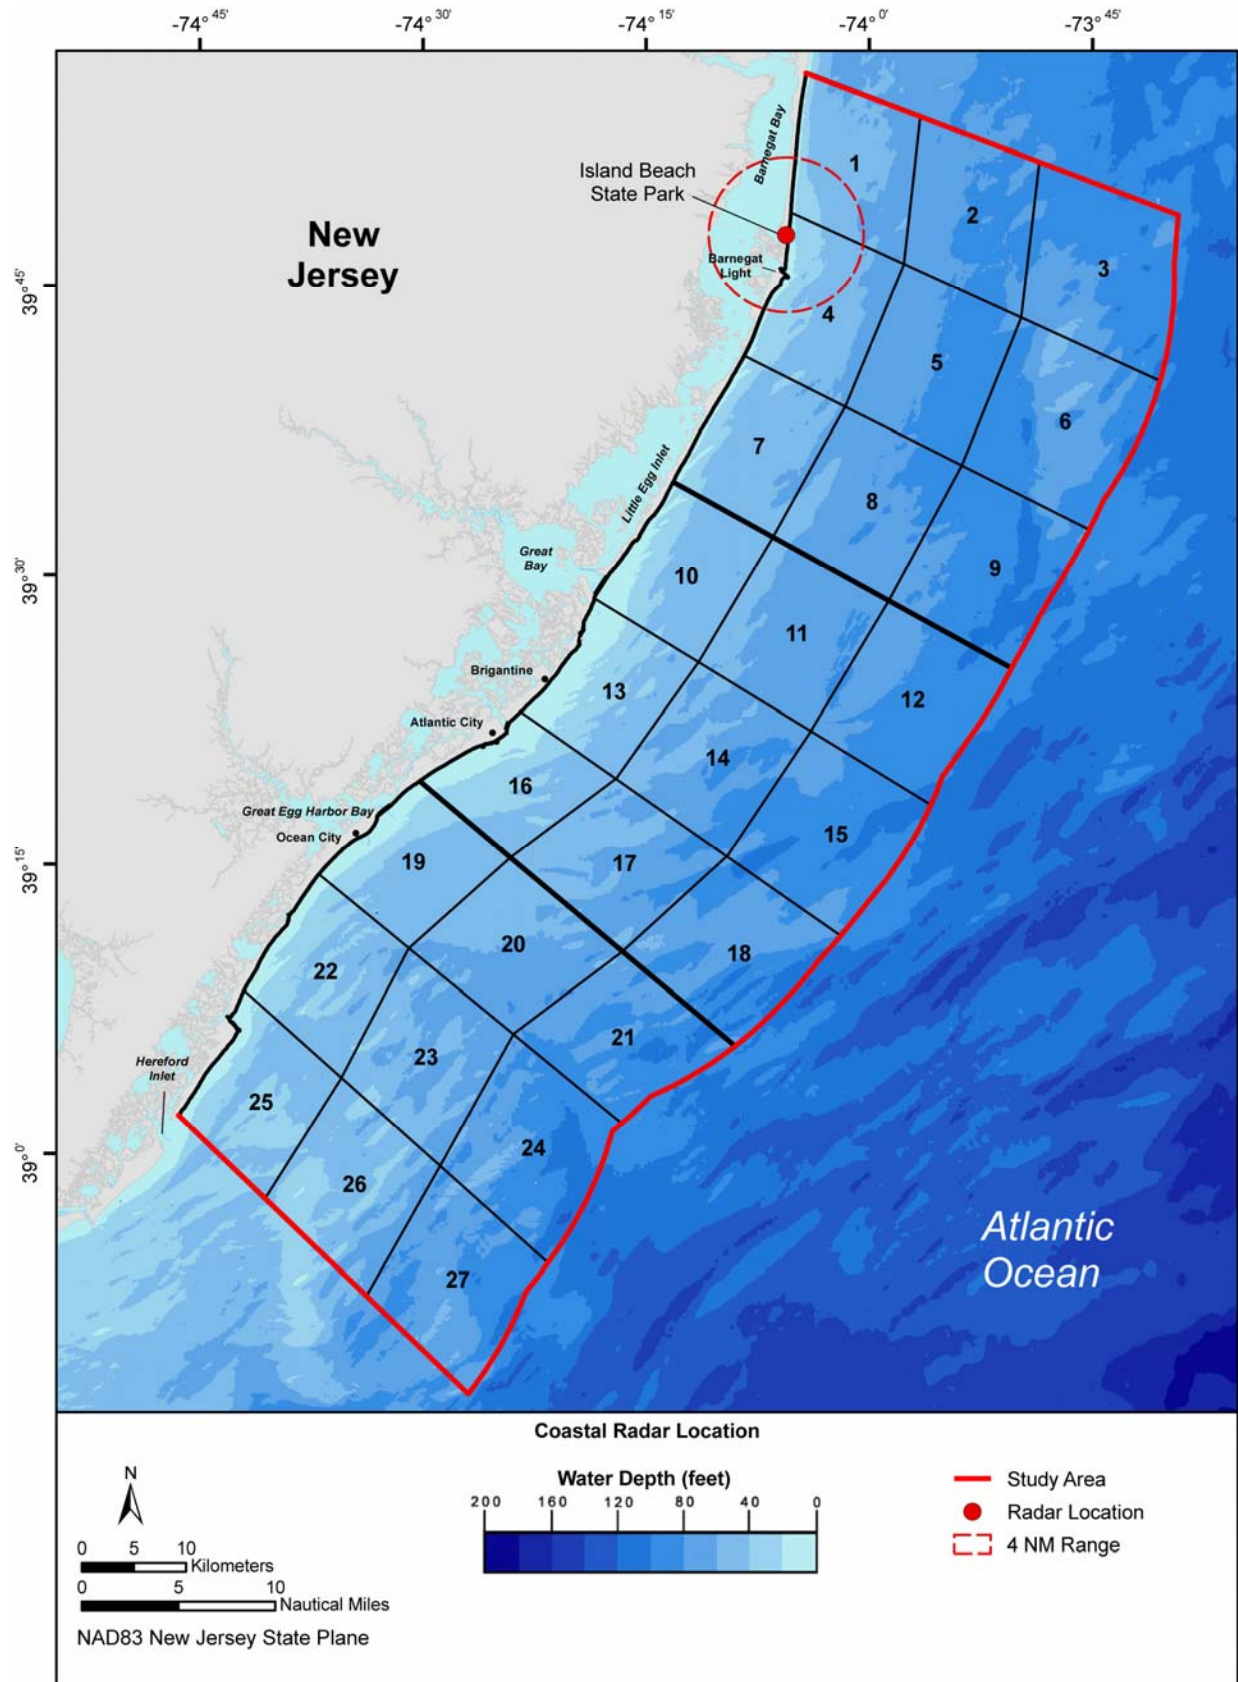 -74° 45'
-74° 30'
-74° 15'
-74° 0'
-73° 45'
Barnegat Bay
Island Beach
State Park
1
2
New
Jersey
Barnegat
Light
3
39° 45'
4
5
6
7
Little Egg Inlet
8
Great
Bay
9
10
39° 30'
11
Brigantine
13
12
Atlantic City
14
16
Great Egg Harbor Bay
Ocean City
15
19
17
39° 15'
20
18
22
21
23
Hereford
Inlet
25
24
39° 0'
26
Atlantic
Ocean
27
Coastal Radar Location
N
0 5 10
Kilometers
0 5 10
Nautical Miles
NAD83 New Jersey State Plane
Water Depth (feet)
200 160 120 80 40 0
Study Area
Radar Location
4 NM Range